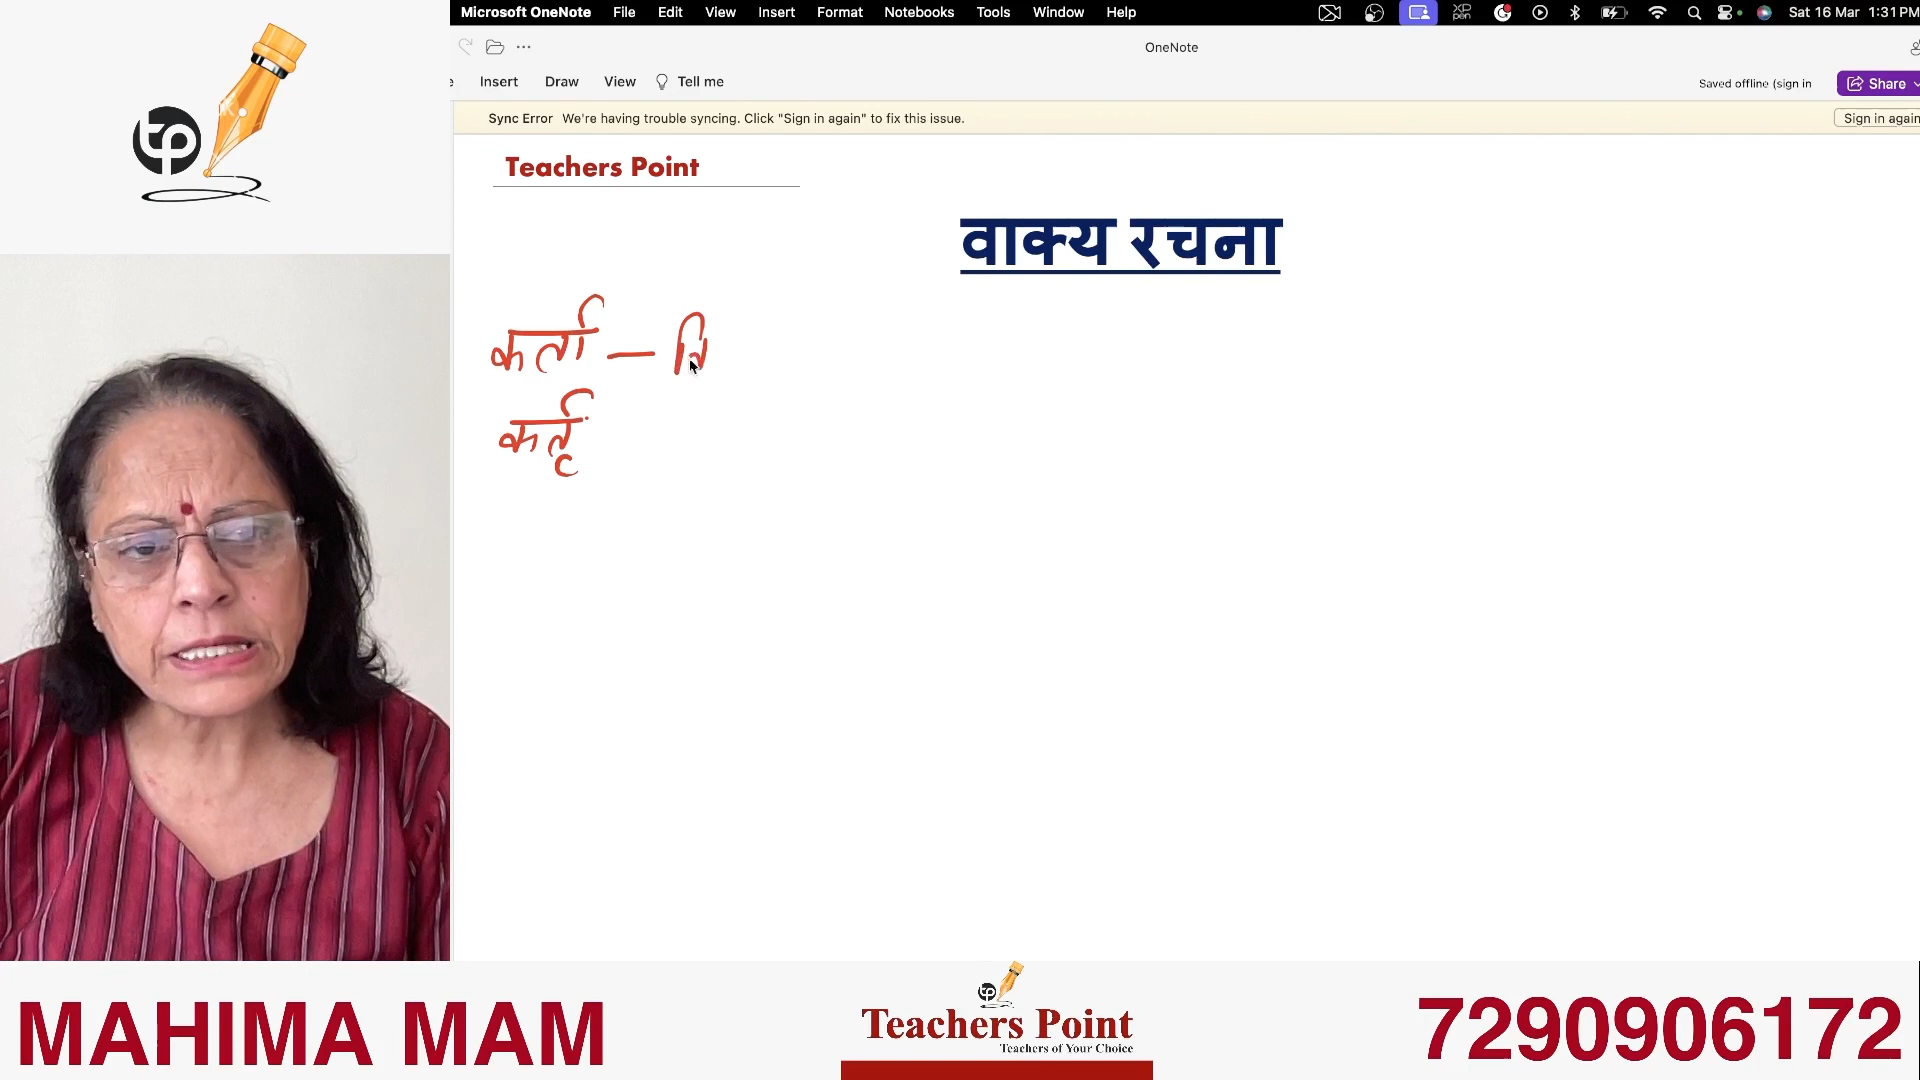 Microsoft OneNote File Edit View Insert Format Notebooks Tools Window Help Sat 16 Mar 1:31 PM
OneNote
Insert Draw View Tell me Saved offline (sign in Share
Sync Error We're having trouble syncing. Click "Sign in again" to fix this issue. Sign in again
Teachers Point
वाक्य रचना
कर्ता –
कर्तृ
tp
MAHIMA MAM
tp
Teachers Point
Teachers of Your Choice
7290906172